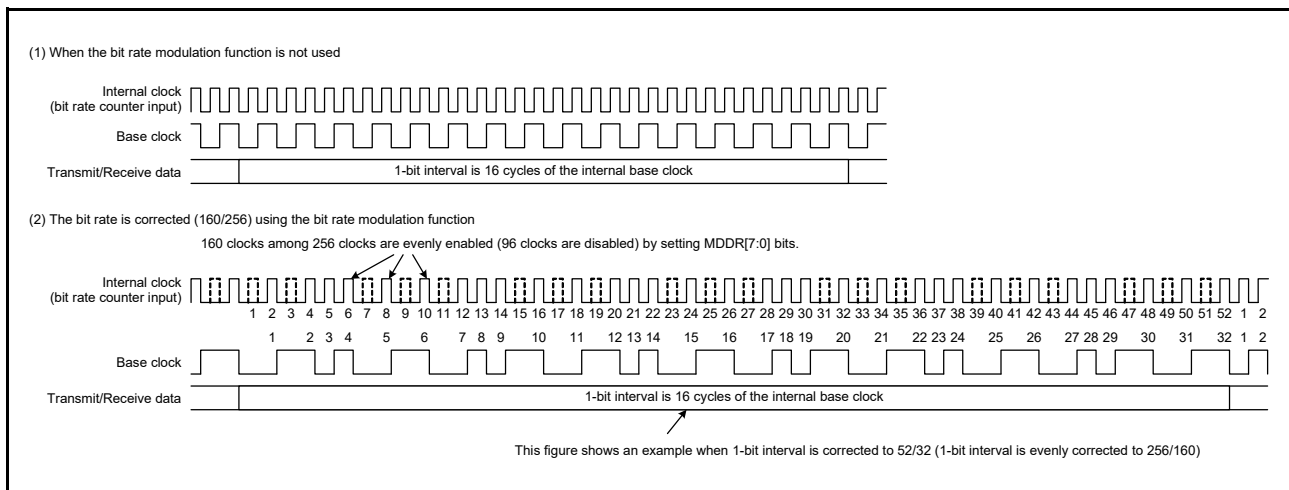 (1) When the bit rate modulation function is not used
Internal clock
(bit rate counter input)
Base clock
Transmit/Receive data
1-bit interval is 16 cycles of the internal base clock
(2) The bit rate is corrected (160/256) using the bit rate modulation function
160 clocks among 256 clocks are evenly enabled (96 clocks are disabled) by setting MDDR[7:0] bits.
Internal clock
(bit rate counter input)
1 2 3 4 5 6 7 8 9 10 11 12 13 14 15 16 17 18 19 20 21 22 23 24 25 26 27 28 29 30 31 32 33 34 35 36 37 38 39 40 41 42 43 44 45 46 47 48 49 50 51 52 1 2
1 2 3 4 5 6 7 8 9 10 11 12 13 14 15 16 17 18 19 20 21 22 23 24 25 26 27 28 29 30 31 32 1 2
Base clock
Transmit/Receive data
1-bit interval is 16 cycles of the internal base clock
This figure shows an example when 1-bit interval is corrected to 52/32 (1-bit interval is evenly corrected to 256/160)